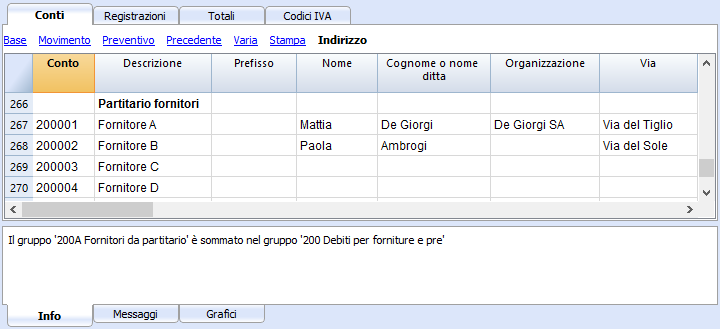 Conti Registrazioni Totali Codici IVA
Base Movimento Preventivo Precedente Varia Stampa Indirizzo
Conto Descrizione Prefisso Nome Cognome o nome ditta Organizzazione Via
266 Partitario fornitori
267 200001 Fornitore A Mattia De Giorgi De Giorgi SA Via del Tiglio
268 200002 Fornitore B Paola Ambrogi Via del Sole
269 200003 Fornitore C
270 200004 Fornitore D
Il gruppo '200A Fornitori da partitario' è sommato nel gruppo '200 Debiti per forniture e pre'
Info Messaggi Grafici